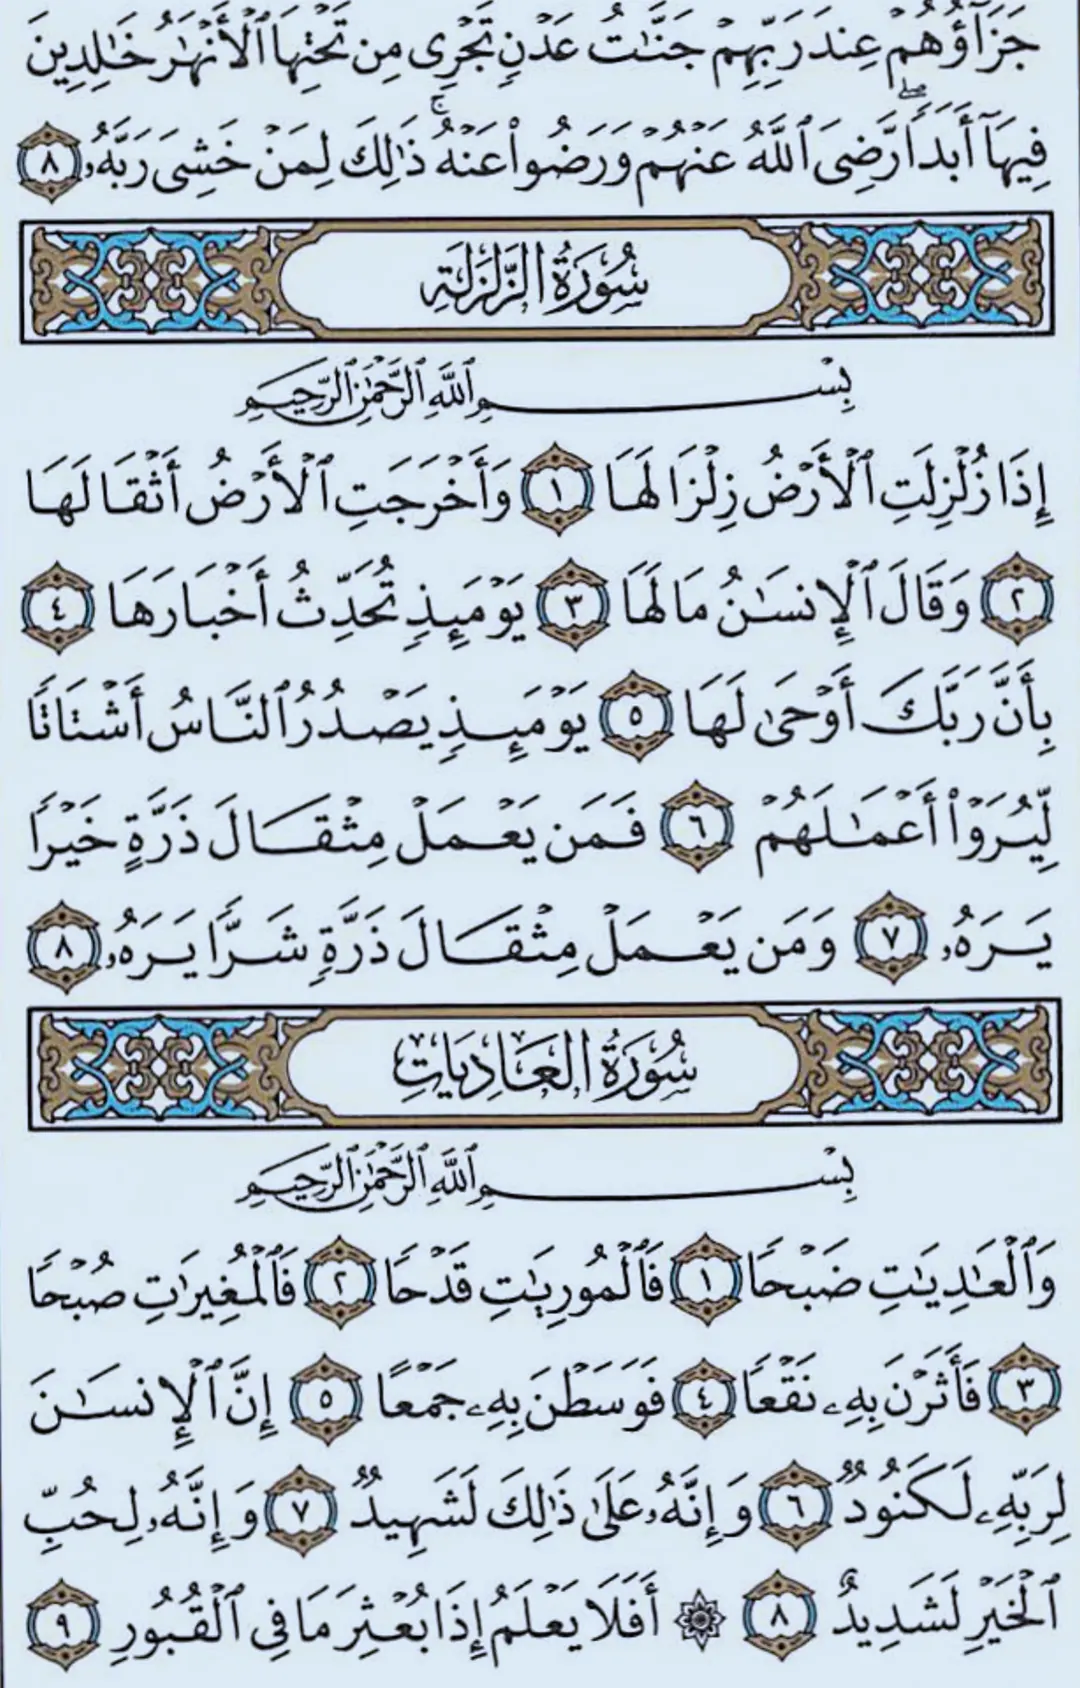 جَزَآؤُهُمْ عِندَ رَبِّهِمْ جَنَّٰتُ عَدْنٍ تَجْرِى مِن تَحْتِهَا ٱلْأَنْهَٰرُ خَٰلِدِينَ
فِيهَآ أَبَدًا ۖ رَّضِىَ ٱللَّهُ عَنْهُمْ وَرَضُوا۟ عَنْهُ ۚ ذَٰلِكَ لِمَنْ خَشِىَ رَبَّهُۥ ٨
سُورَةُ الزَّلْزَلَةِ
بِسْمِ ٱللَّهِ ٱلرَّحْمَٰنِ ٱلرَّحِيمِ
إِذَا زُلْزِلَتِ ٱلْأَرْضُ زِلْزَالَهَا ١ وَأَخْرَجَتِ ٱلْأَرْضُ أَثْقَالَهَا
٢ وَقَالَ ٱلْإِنسَٰنُ مَا لَهَا ٣ يَوْمَئِذٍ تُحَدِّثُ أَخْبَارَهَا ٤
بِأَنَّ رَبَّكَ أَوْحَىٰ لَهَا ٥ يَوْمَئِذٍ يَصْدُرُ ٱلنَّاسُ أَشْتَاتًا
لِّيُرَوْا۟ أَعْمَٰلَهُمْ ٦ فَمَن يَعْمَلْ مِثْقَالَ ذَرَّةٍ خَيْرًا
يَرَهُۥ ٧ وَمَن يَعْمَلْ مِثْقَالَ ذَرَّةٍ شَرًّا يَرَهُۥ ٨
سُورَةُ العَادِيَاتِ
بِسْمِ ٱللَّهِ ٱلرَّحْمَٰنِ ٱلرَّحِيمِ
وَٱلْعَٰدِيَٰتِ ضَبْحًا ١ فَٱلْمُورِيَٰتِ قَدْحًا ٢ فَٱلْمُغِيرَٰتِ صُبْحًا
٣ فَأَثَرْنَ بِهِۦ نَقْعًا ٤ فَوَسَطْنَ بِهِۦ جَمْعًا ٥ إِنَّ ٱلْإِنسَٰنَ
لِرَبِّهِۦ لَكَنُودٌ ٦ وَإِنَّهُۥ عَلَىٰ ذَٰلِكَ لَشَهِيدٌ ٧ وَإِنَّهُۥ لِحُبِّ
ٱلْخَيْرِ لَشَدِيدٌ ٨ ۞ أَفَلَا يَعْلَمُ إِذَا بُعْثِرَ مَا فِى ٱلْقُبُورِ ٩